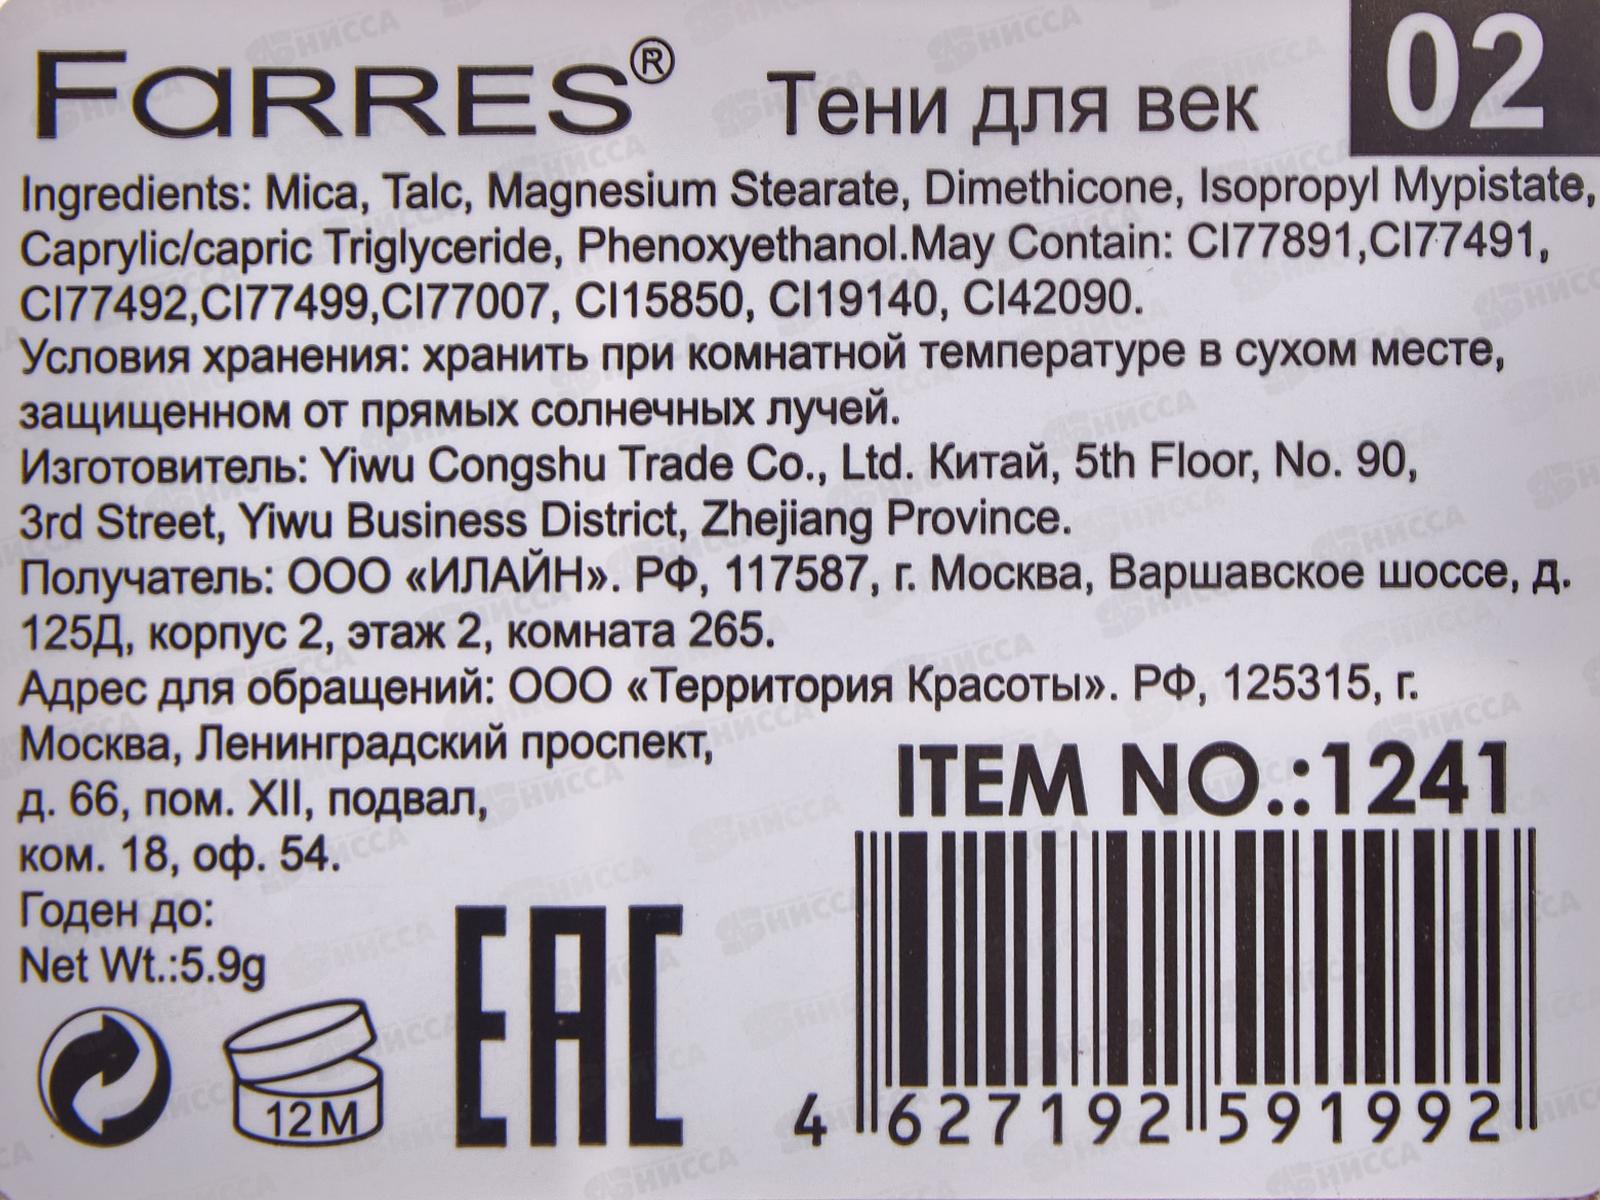 FaRRES® Тени для век 02
Ingredients: Mica, Talc, Magnesium Stearate, Dimethicone, Isopropyl Mypistate,
Caprylic/capric Triglyceride, Phenoxyethanol.May Contain: CI77891,CI77491,
CI77492,CI77499,CI77007, CI15850, CI19140, CI42090.
Условия хранения: хранить при комнатной температуре в сухом месте,
защищенном от прямых солнечных лучей.
Изготовитель: Yiwu Congshu Trade Co., Ltd. Китай, 5th Floor, No. 90,
3rd Street, Yiwu Business District, Zhejiang Province.
Получатель: ООО «ИЛАЙН». РФ, 117587, г. Москва, Варшавское шоссе, д.
125Д, корпус 2, этаж 2, комната 265.
Адрес для обращений: ООО «Территория Красоты». РФ, 125315, г.
Москва, Ленинградский проспект,
д. 66, пом. XII, подвал,
ком. 18, оф. 54.
Годен до:
Net Wt.:5.9g
12M
EAC
ITEM NO.:1241
4 627192 591992